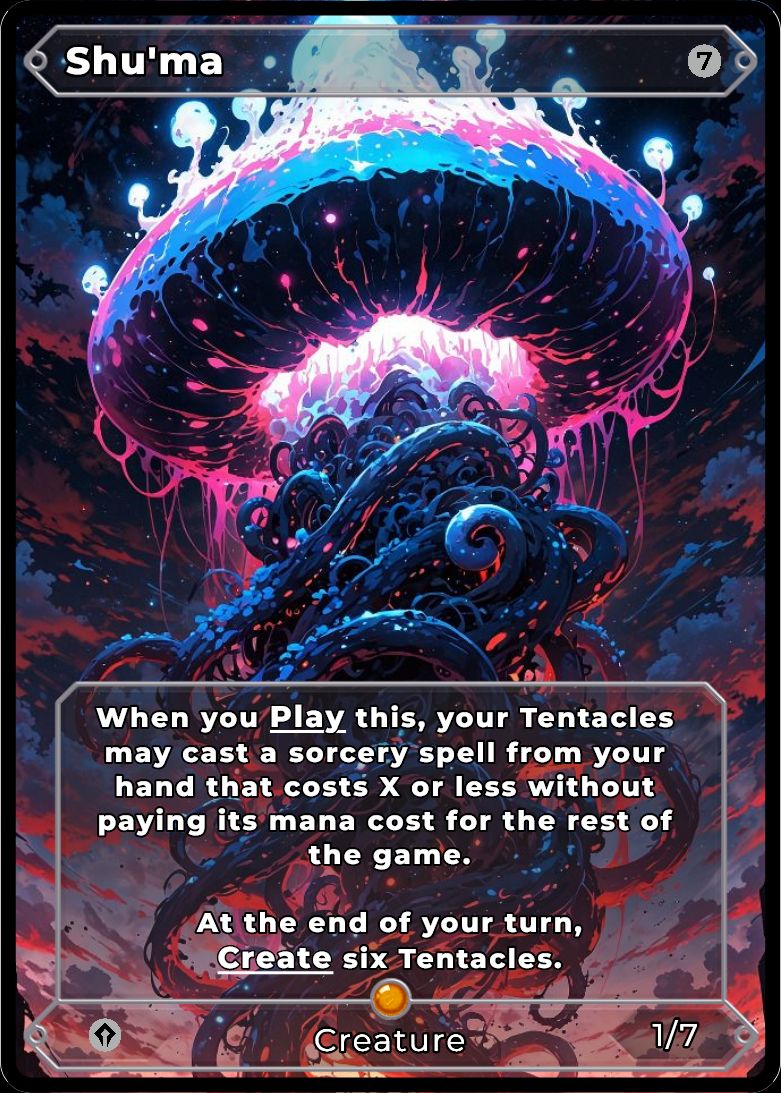 Shu'ma
7
When you Play this, your Tentacles
may cast a sorcery spell from your
hand that costs X or less without
paying its mana cost for the rest of
the game.
At the end of your turn,
Create six Tentacles.
Creature
1/7